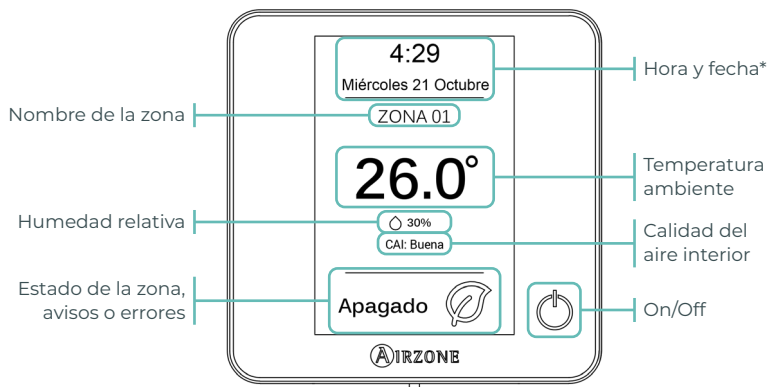 4:29
Miércoles 21 Octubre
Hora y fecha*
Nombre de la zona
ZONA 01
26.0°
Temperatura
ambiente
Humedad relativa
30%
CAI: Buena
Calidad del
aire interior
Estado de la zona,
avisos o errores
Apagado
On/Off
AIRZONE